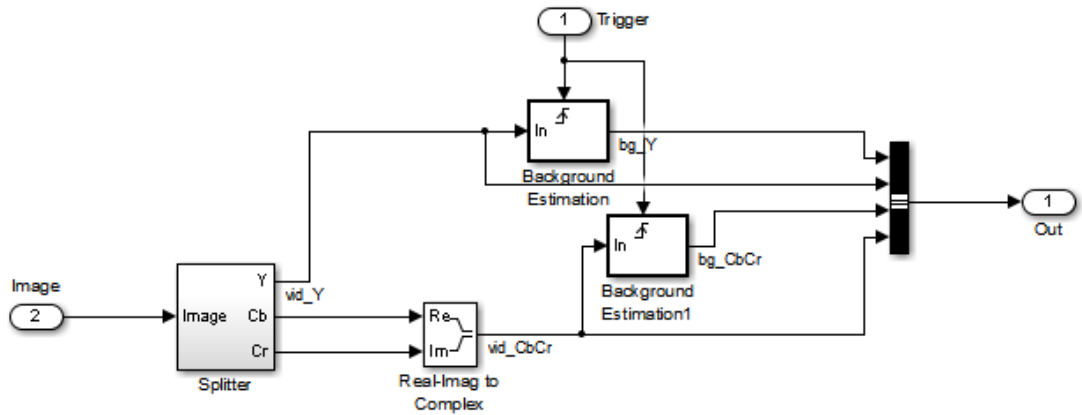 1
Trigger
In
bg_Y
Background
Estimation
In
bg_CbCr
Background
Estimation1
1
Out
Image
2
Image
Y
Cb
Cr
vid_Y
Splitter
Re
Im
vid_CbCr
Real-Imag to
Complex